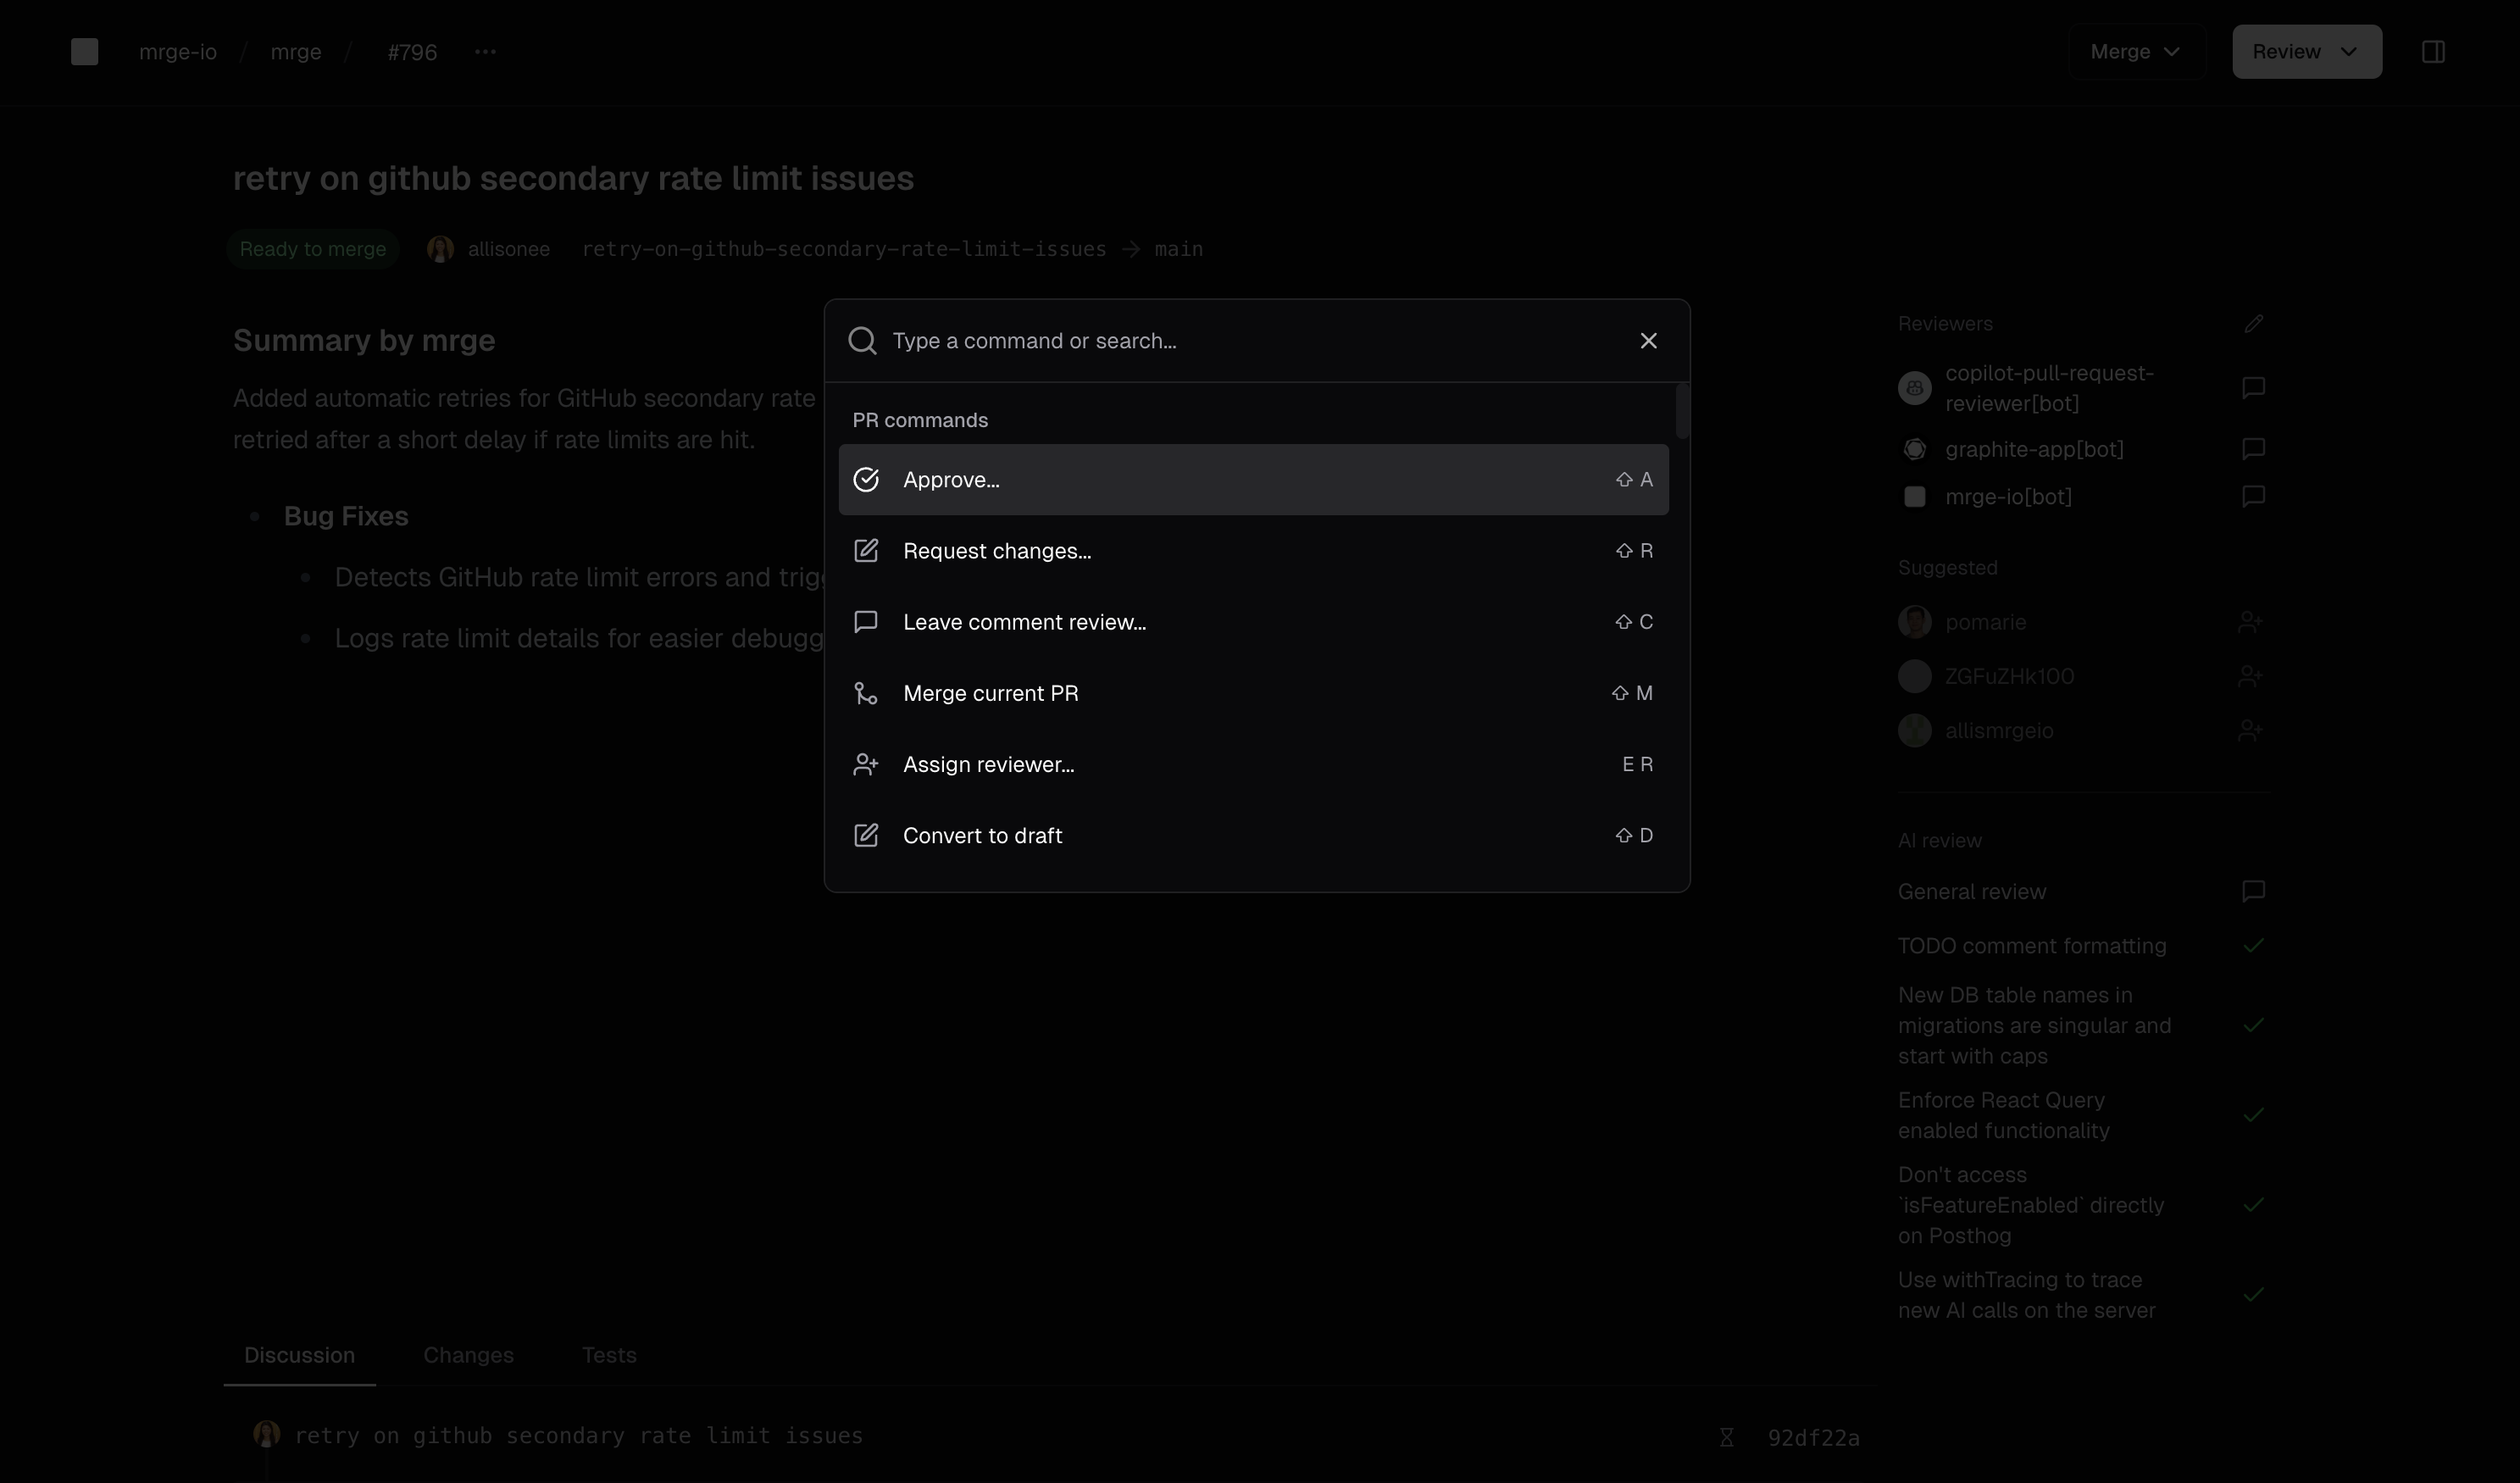 mrge-io / mrge / #796 ···
Merge
Review
retry on github secondary rate limit issues
Ready to merge
allisonee
retry-on-github-secondary-rate-limit-issues → main
Summary by mrge
Added automatic retries for GitHub secondary rate
retried after a short delay if rate limits are hit.
Bug Fixes
Detects GitHub rate limit errors and trigg
Logs rate limit details for easier debugg
Type a command or search...
PR commands
Approve... ⇧ A
Request changes... ⇧ R
Leave comment review... ⇧ C
Merge current PR ⇧ M
Assign reviewer... E R
Convert to draft ⇧ D
Reviewers
copilot-pull-request-
reviewer[bot]
graphite-app[bot]
mrge-io[bot]
Suggested
pomarie
ZGFuZHk100
allismrgeio
AI review
General review
TODO comment formatting
New DB table names in
migrations are singular and
start with caps
Enforce React Query
enabled functionality
Don't access
`isFeatureEnabled` directly
on Posthog
Use withTracing to trace
new AI calls on the server
Discussion
Changes
Tests
retry on github secondary rate limit issues
92df22a